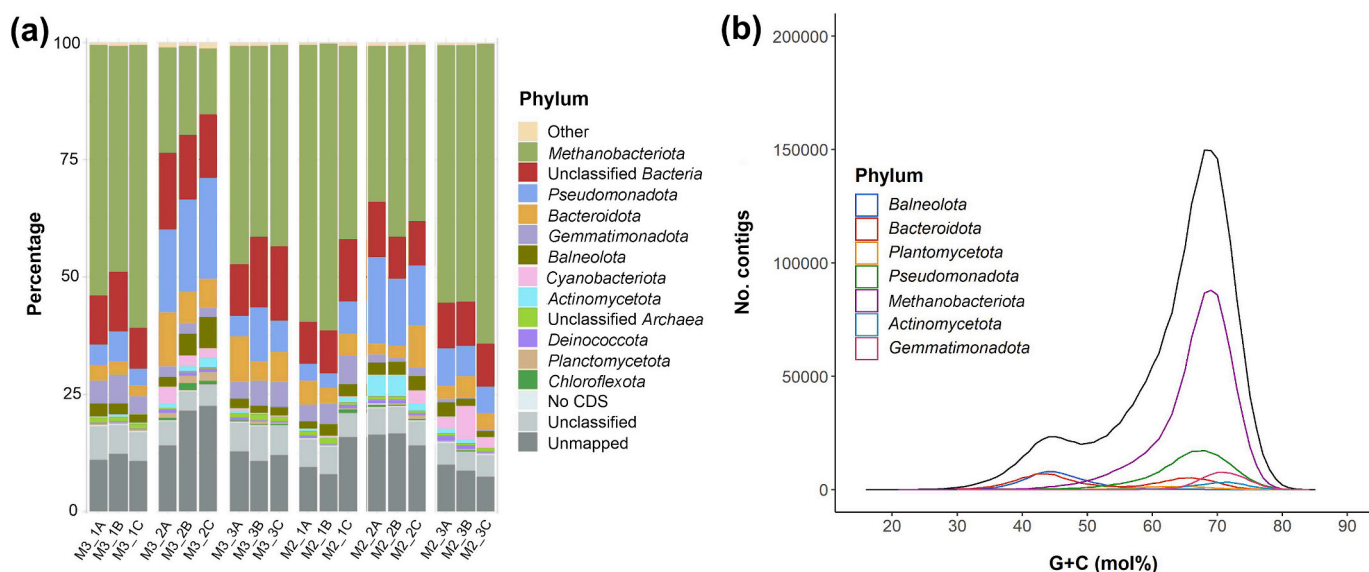 (a)
Percentage
100
75
50
25
0
M3_1A
M3_1B
M3_1C
M3_2A
M3_2B
M3_2C
M3_3A
M3_3B
M3_3C
M2_1A
M2_1B
M2_1C
M2_2A
M2_2B
M2_2C
M2_3A
M2_3B
M2_3C
Phylum
Other
Methanobacteriota
Unclassified Bacteria
Pseudomonadota
Bacteroidota
Gemmatimonadota
Balneolota
Cyanobacteriota
Actinomycetota
Unclassified Archaea
Deinococcota
Planctomycetota
Chloroflexota
No CDS
Unclassified
Unmapped
(b)
No. contigs
200000
150000
100000
50000
0
Phylum
Balneolota
Bacteroidota
Plantomycetota
Pseudomonadota
Methanobacteriota
Actinomycetota
Gemmatimonadota
20 30 40 50 60 70 80 90
G+C (mol%)